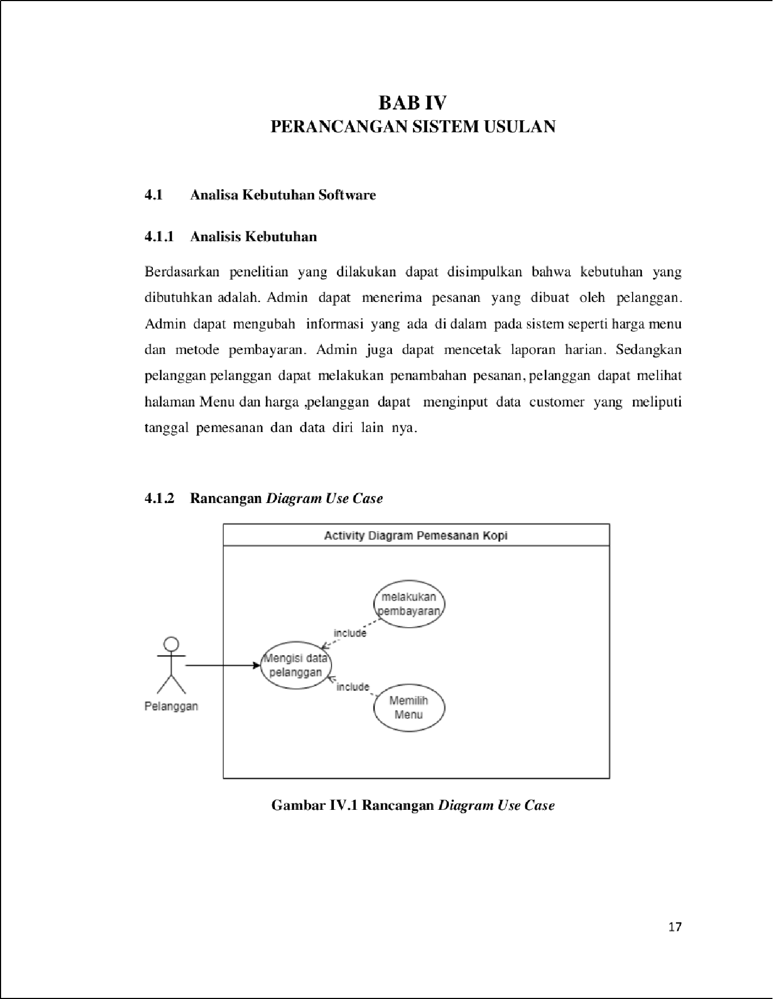 BAB IV
PERANCANGAN SISTEM USULAN
4.1 Analisa Kebutuhan Software
4.1.1 Analisis Kebutuhan
Berdasarkan penelitian yang dilakukan dapat disimpulkan bahwa kebutuhan yang
dibutuhkan adalah. Admin dapat menerima pesanan yang dibuat oleh pelanggan.
Admin dapat mengubah informasi yang ada di dalam pada sistem seperti harga menu
dan metode pembayaran. Admin juga dapat mencetak laporan harian. Sedangkan
pelanggan pelanggan dapat melakukan penambahan pesanan, pelanggan dapat melihat
halaman Menu dan harga ,pelanggan dapat menginput data customer yang meliputi
tanggal pemesanan dan data diri lain nya.
4.1.2 Rancangan Diagram Use Case
Activity Diagram Pemesanan Kopi
melakukan
pembayaran
include
Mengisi data
pelanggan
include
Memilih
Menu
Pelanggan
Gambar IV.1 Rancangan Diagram Use Case
17